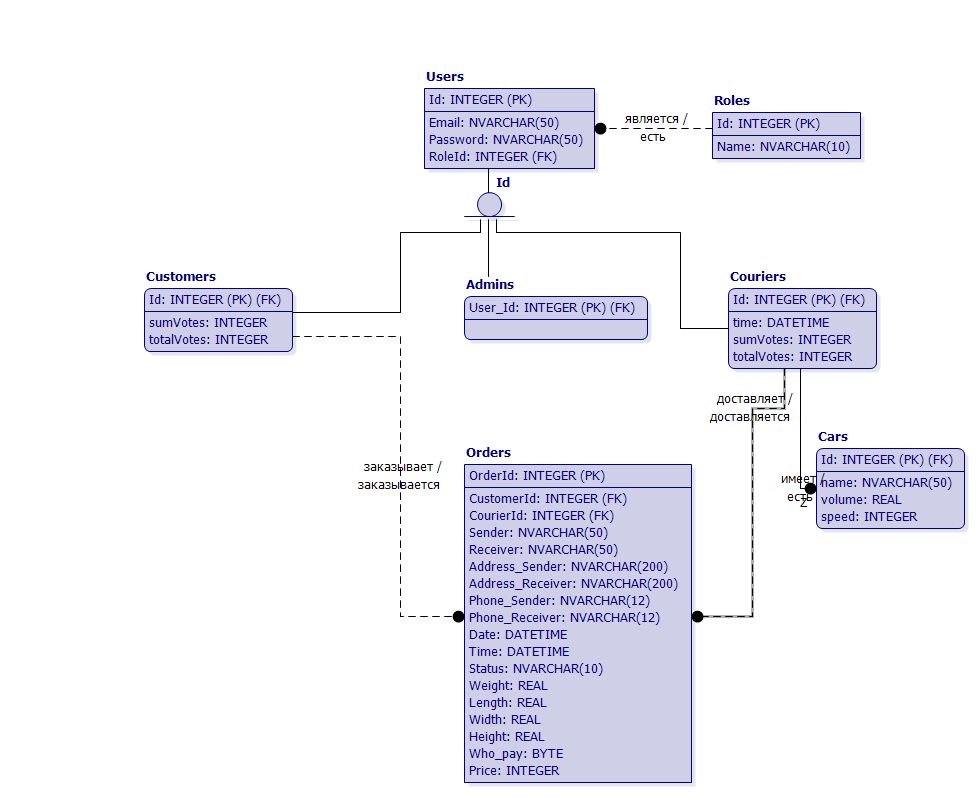 Users
Id: INTEGER (PK)
Email: NVARCHAR(50)
Password: NVARCHAR(50)
RoleId: INTEGER (FK)
является /
есть
Roles
Id: INTEGER (PK)
Name: NVARCHAR(10)
Id
Customers
Id: INTEGER (PK) (FK)
sumVotes: INTEGER
totalVotes: INTEGER
Admins
User_Id: INTEGER (PK) (FK)
Couriers
Id: INTEGER (PK) (FK)
time: DATETIME
sumVotes: INTEGER
totalVotes: INTEGER
доставляет /
доставляется
Cars
Id: INTEGER (PK) (FK)
name: NVARCHAR(50)
volume: REAL
speed: INTEGER
имеет /
есть
Z
заказывает /
заказывается
Orders
OrderId: INTEGER (PK)
CustomerId: INTEGER (FK)
CourierId: INTEGER (FK)
Sender: NVARCHAR(50)
Receiver: NVARCHAR(50)
Address_Sender: NVARCHAR(200)
Address_Receiver: NVARCHAR(200)
Phone_Sender: NVARCHAR(12)
Phone_Receiver: NVARCHAR(12)
Date: DATETIME
Time: DATETIME
Status: NVARCHAR(10)
Weight: REAL
Length: REAL
Width: REAL
Height: REAL
Who_pay: BYTE
Price: INTEGER